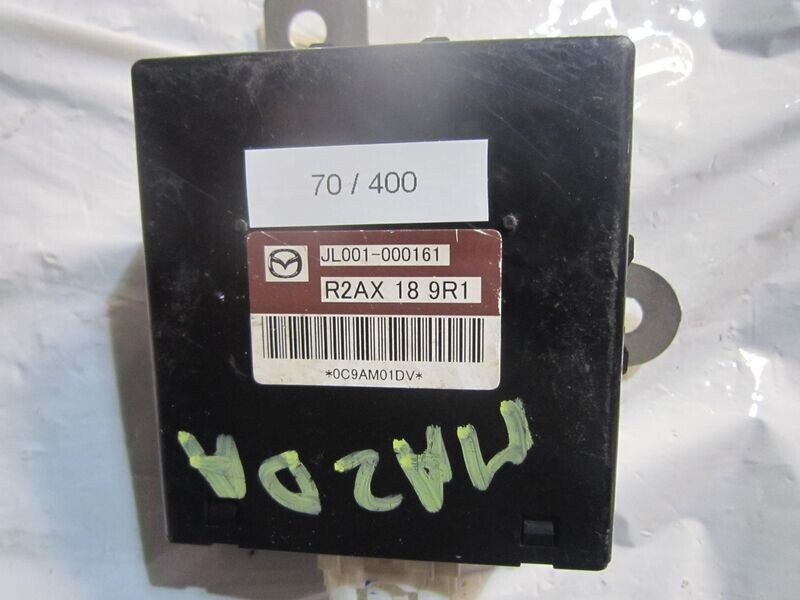 70 / 400
JL001-000161
R2AX 18 9R1
*0C9AM01DV*
MAZDA